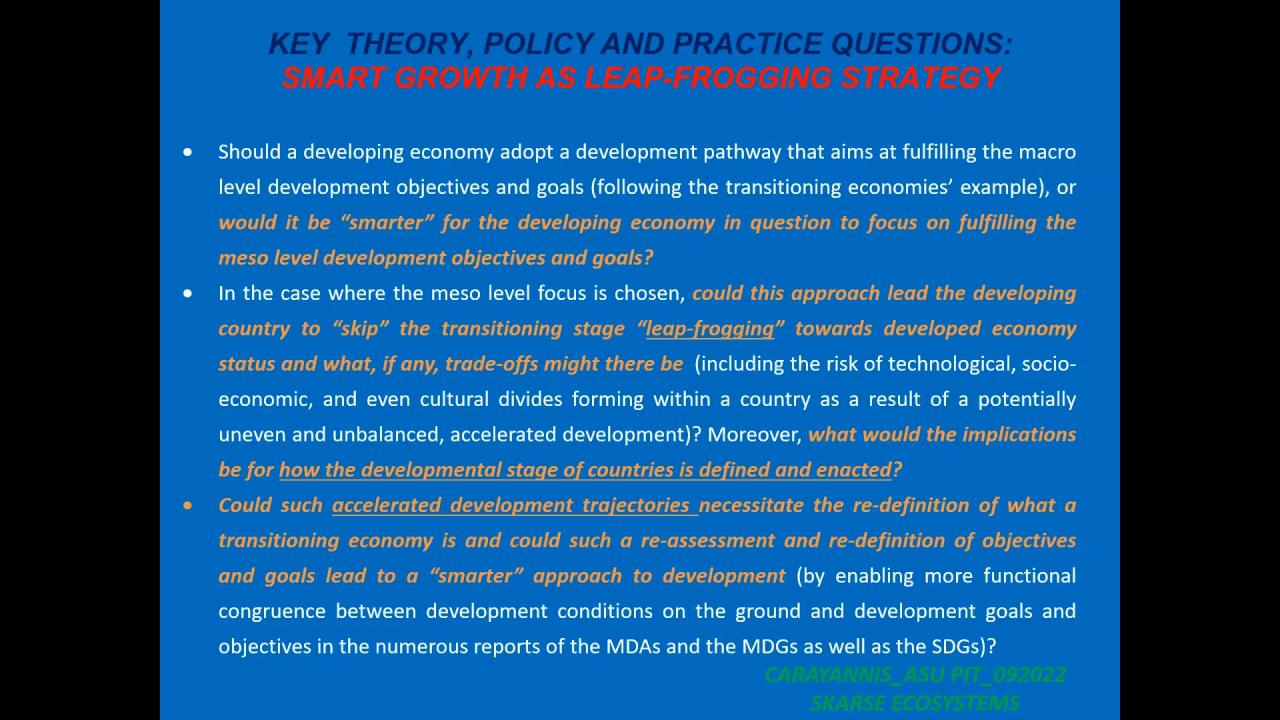 KEY THEORY, POLICY AND PRACTICE QUESTIONS:
SMART GROWTH AS LEAP-FROGGING STRATEGY
• Should a developing economy adopt a development pathway that aims at fulfilling the macro
level development objectives and goals (following the transitioning economies’ example), or
would it be “smarter” for the developing economy in question to focus on fulfilling the
meso level development objectives and goals?
• In the case where the meso level focus is chosen, could this approach lead the developing
country to “skip” the transitioning stage “leap-frogging” towards developed economy
status and what, if any, trade-offs might there be (including the risk of technological, socio-
economic, and even cultural divides forming within a country as a result of a potentially
uneven and unbalanced, accelerated development)? Moreover, what would the implications
be for how the developmental stage of countries is defined and enacted?
• Could such accelerated development trajectories necessitate the re-definition of what a
transitioning economy is and could such a re-assessment and re-definition of objectives
and goals lead to a “smarter” approach to development (by enabling more functional
congruence between development conditions on the ground and development goals and
objectives in the numerous reports of the MDAs and the MDGs as well as the SDGs)?
CARAYANNIS_ASU PIT_092022
SKARSE ECOSYSTEMS